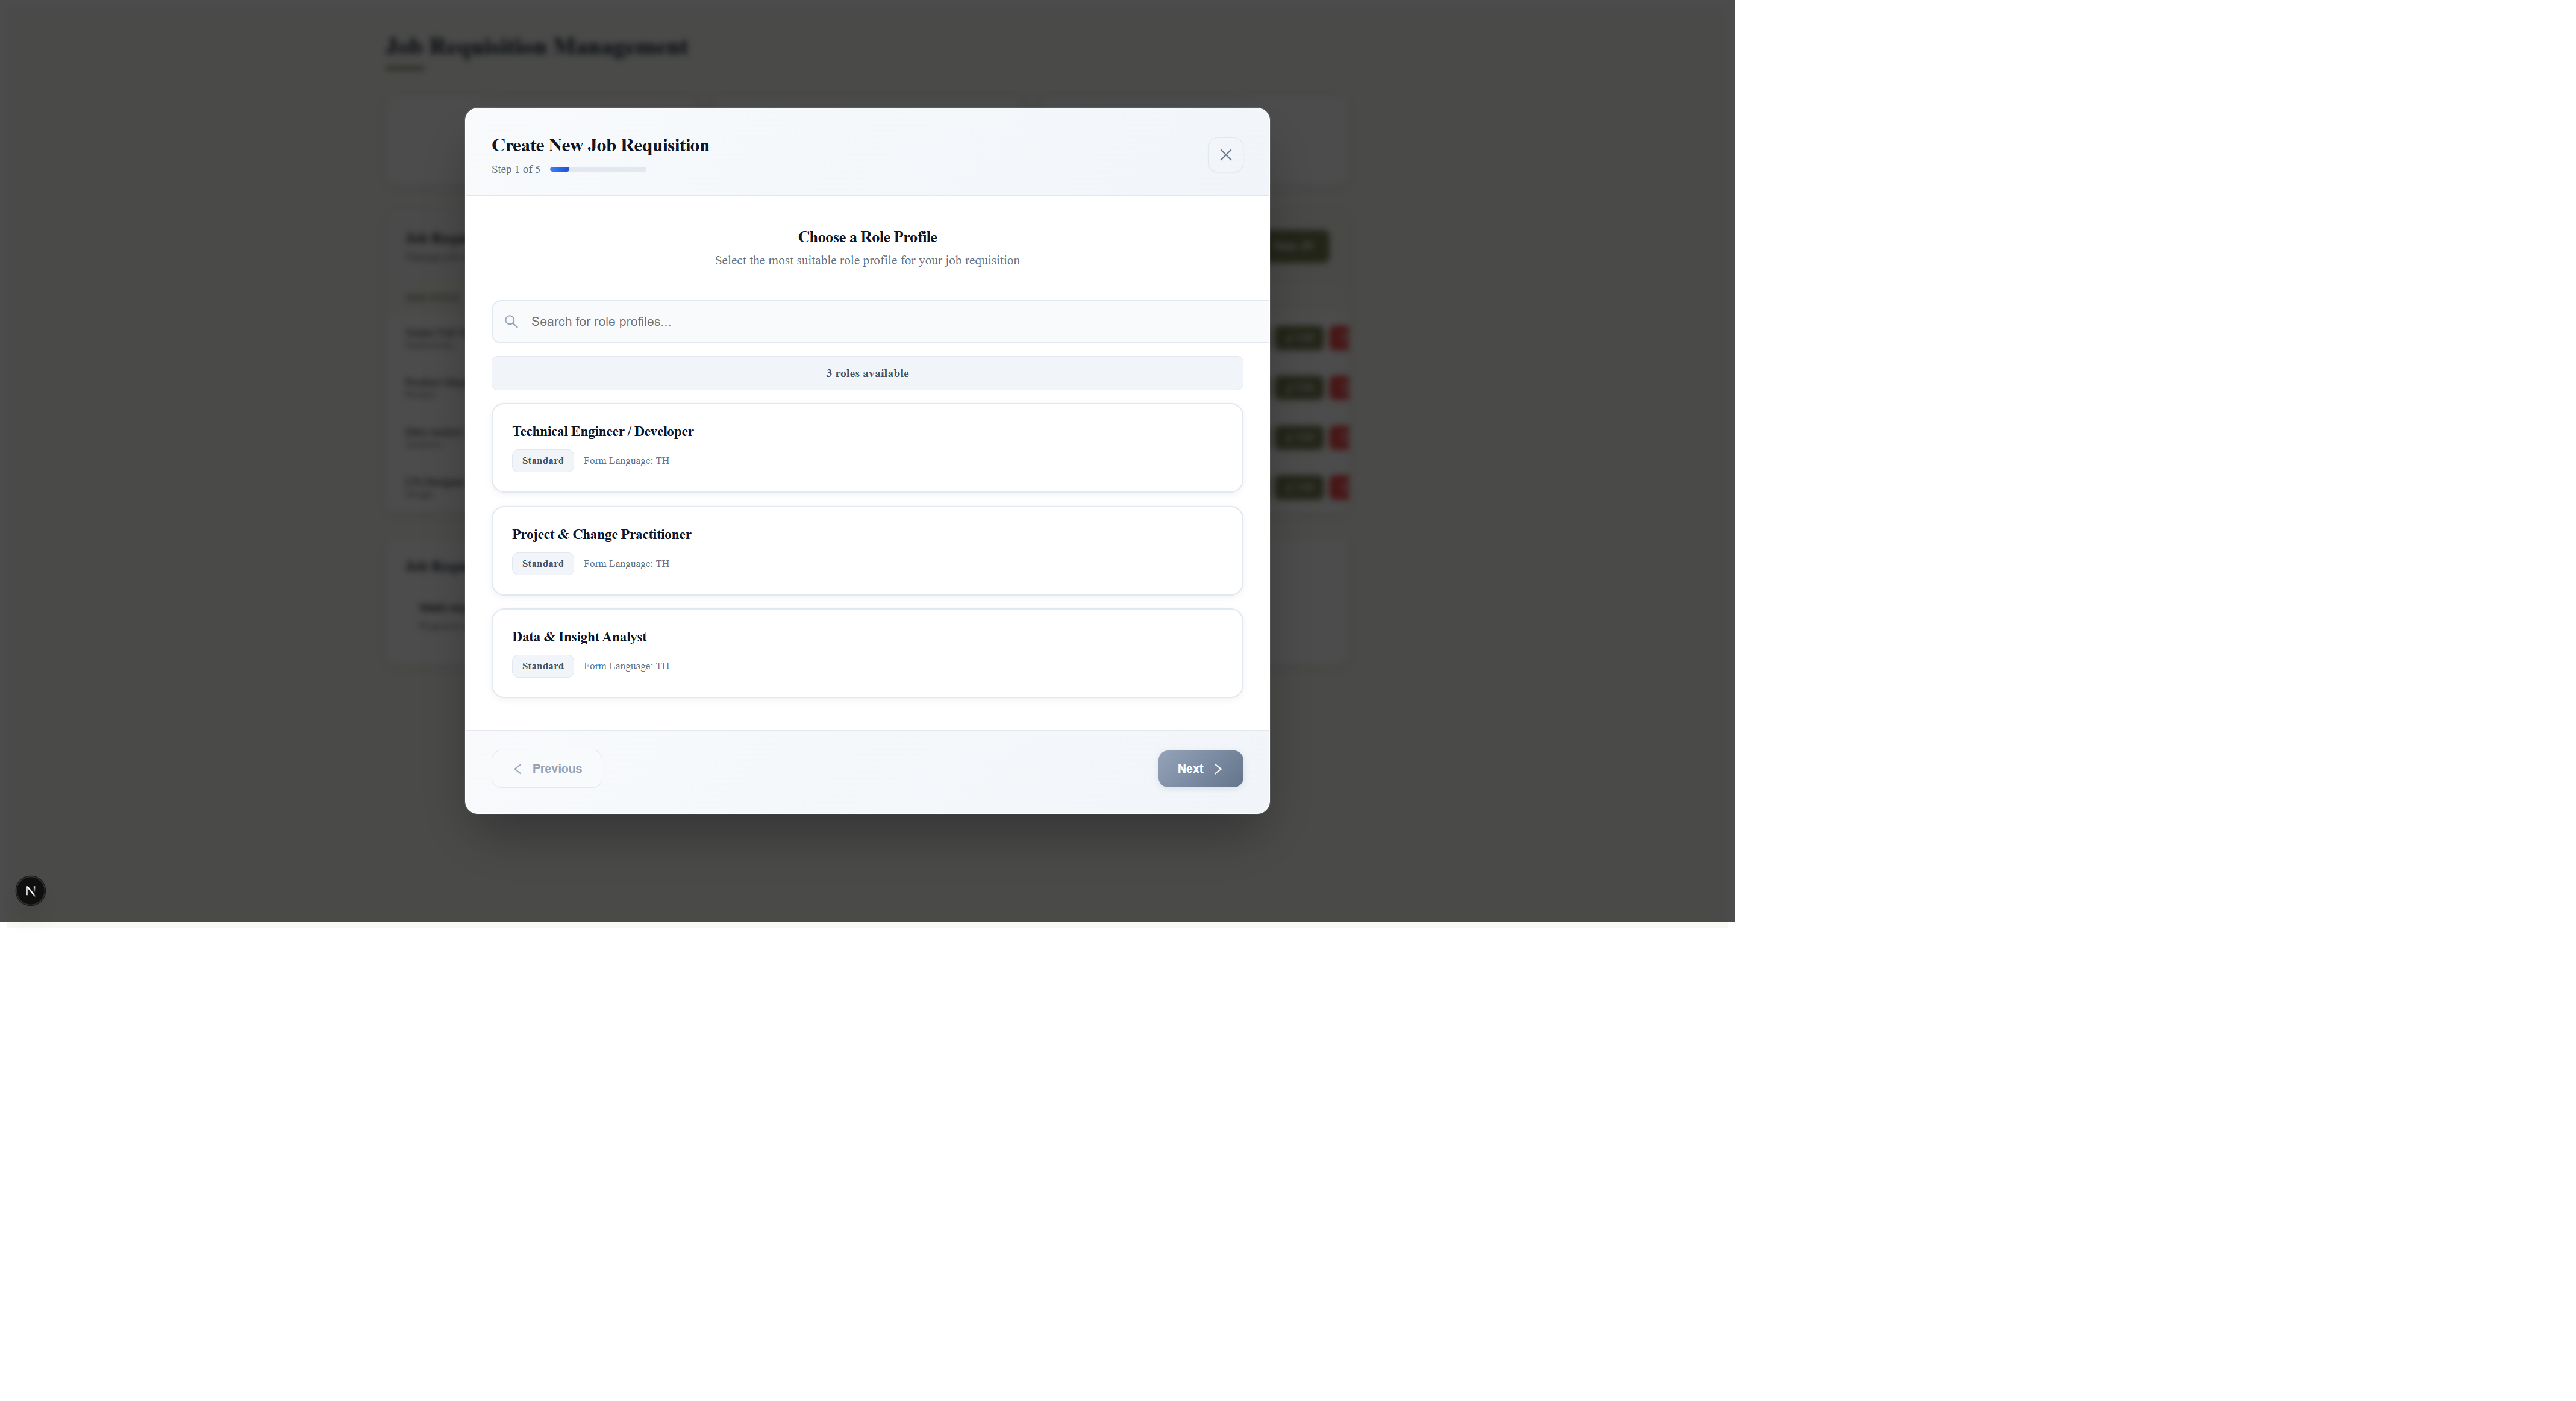 Job Requisition Management
Create New Job Requisition
Step 1 of 5
Choose a Role Profile
Select the most suitable role profile for your job requisition
Search for role profiles...
3 roles available
Technical Engineer / Developer
Standard Form Language: TH
Project & Change Practitioner
Standard Form Language: TH
Data & Insight Analyst
Standard Form Language: TH
Previous
Next
N